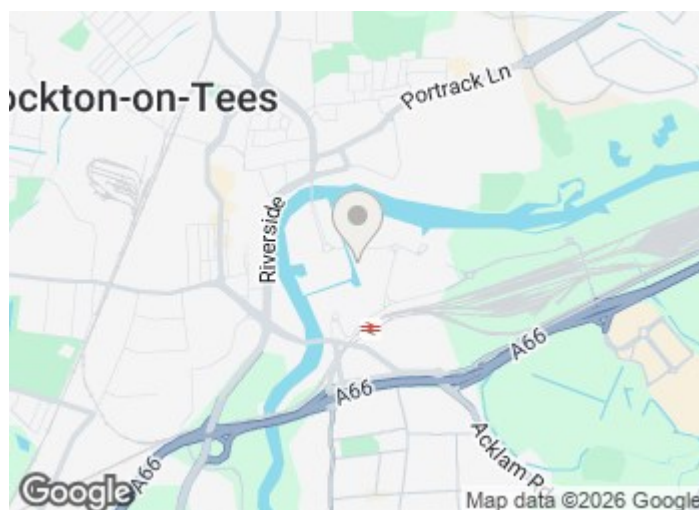 ockton-on-Tees
Portrack Ln
Riverside
A66
A66
A66
Acklam
Google
Map data ©2026 Google